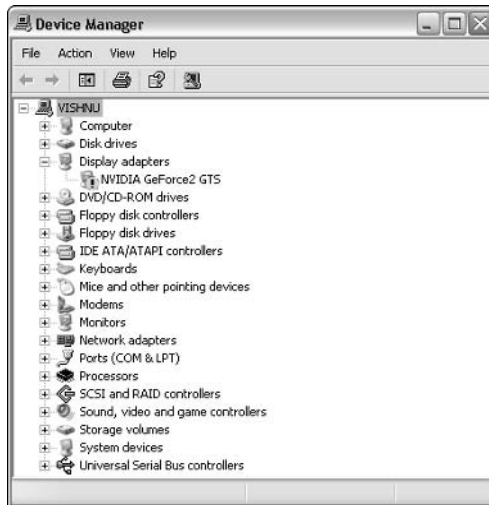 Device Manager
File Action View Help
VISHNU
Computer
Disk drives
Display adapters
NVIDIA GeForce2 GTS
DVD/CD-ROM drives
Floppy disk controllers
Floppy disk drives
IDE ATA/ATAPI controllers
Keyboards
Mice and other pointing devices
Modems
Monitors
Network adapters
Ports (COM & LPT)
Processors
SCSI and RAID controllers
Sound, video and game controllers
Storage volumes
System devices
Universal Serial Bus controllers